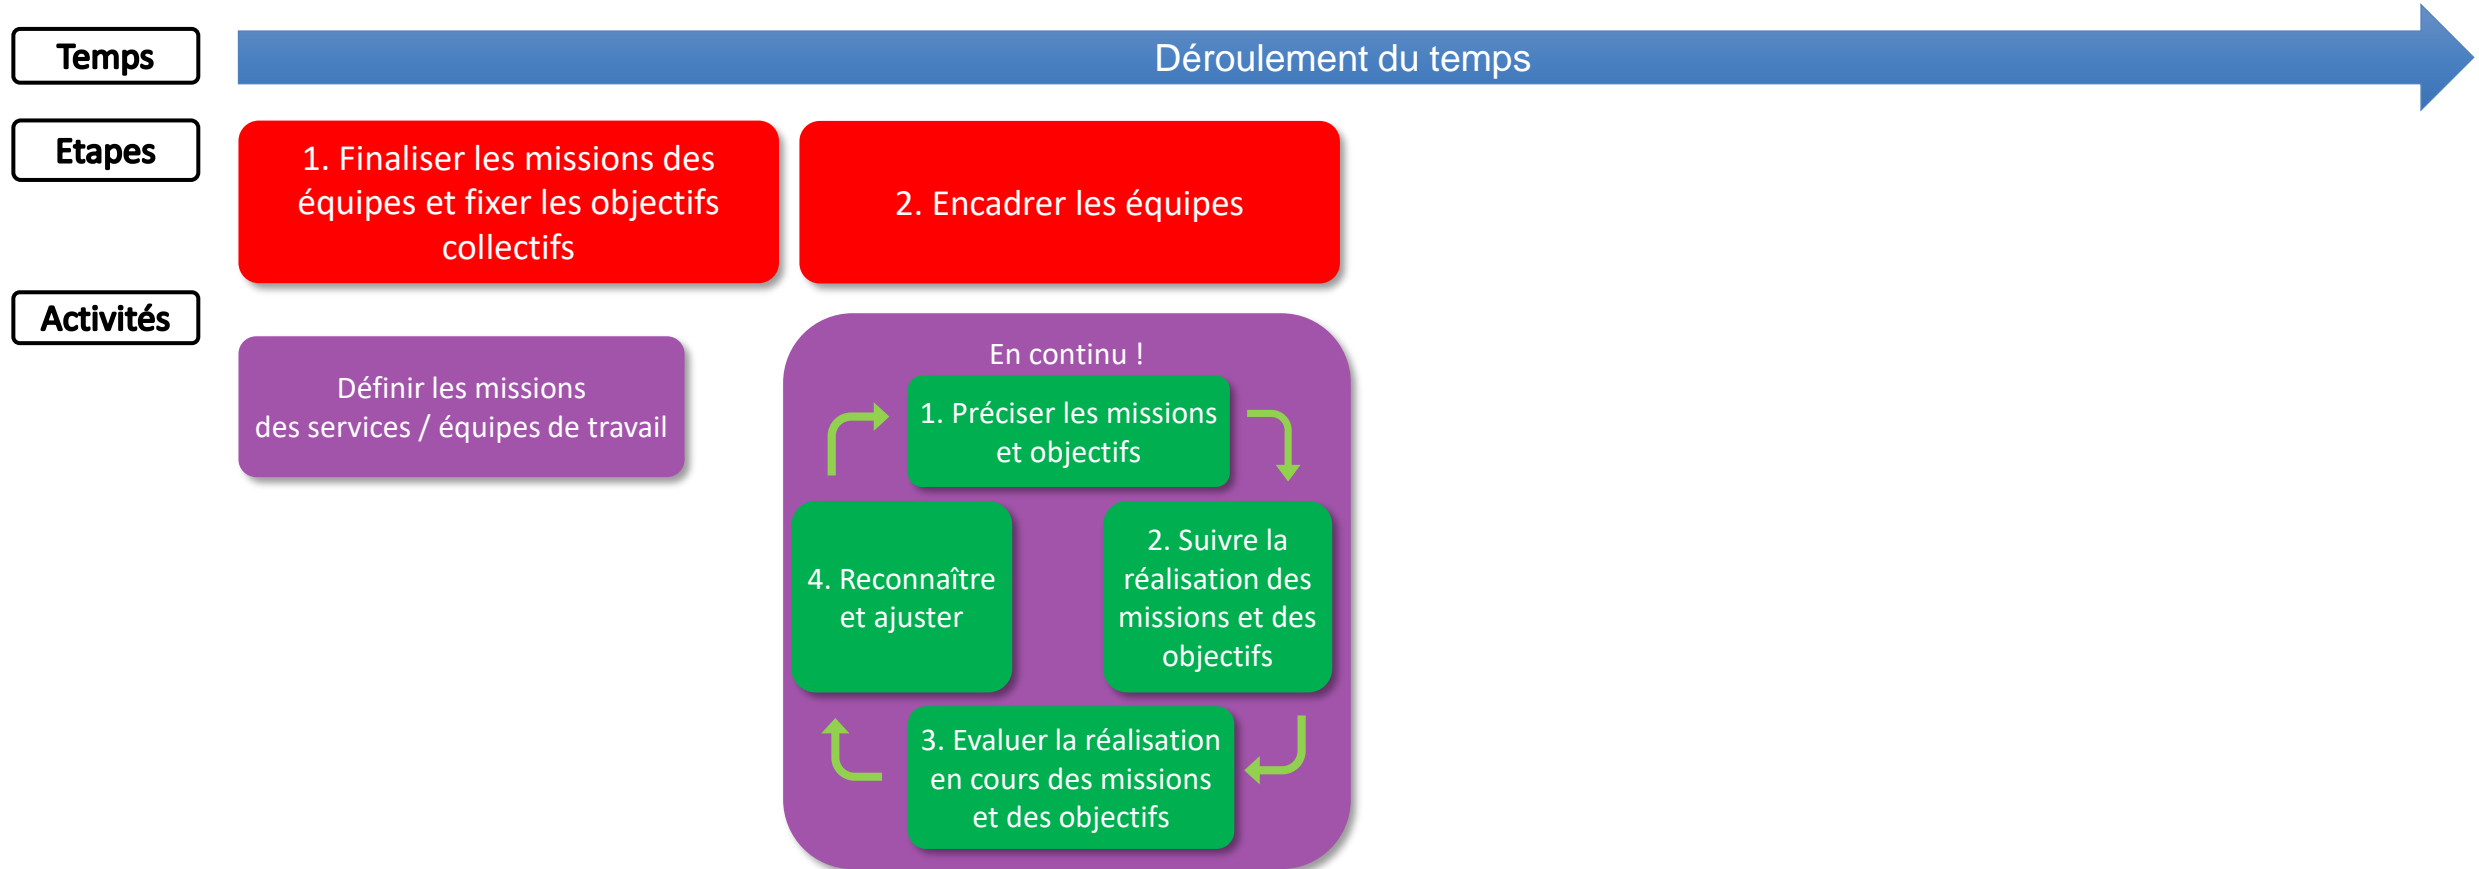 Temps
Déroulement du temps
Etapes
1. Finaliser les missions des
équipes et fixer les objectifs
collectifs
2. Encadrer les équipes
Activités
Définir les missions
des services / équipes de travail
En continu !
1. Préciser les missions
et objectifs
2. Suivre la
réalisation des
missions et des
objectifs
3. Evaluer la réalisation
en cours des missions
et des objectifs
4. Reconnaître
et ajuster